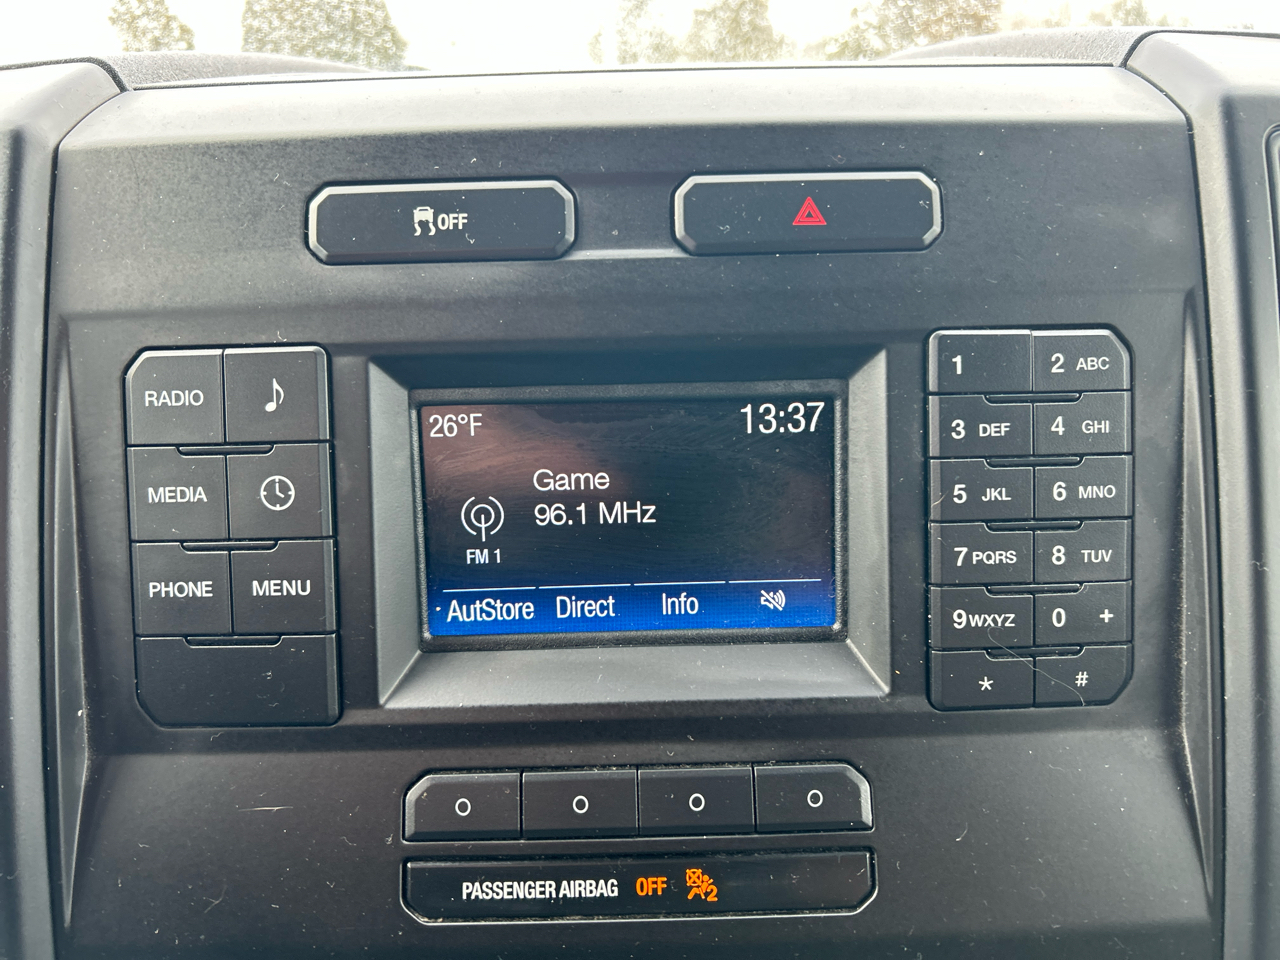 OFF
RADIO
MEDIA
PHONE MENU
26°F 13:37
Game
96.1 MHz
FM 1
AutStore Direct Info
1 2 ABC
3 DEF 4 GHI
5 JKL 6 MNO
7 PQRS 8 TUV
9 WXYZ 0 +
* #
PASSENGER AIRBAG OFF 2